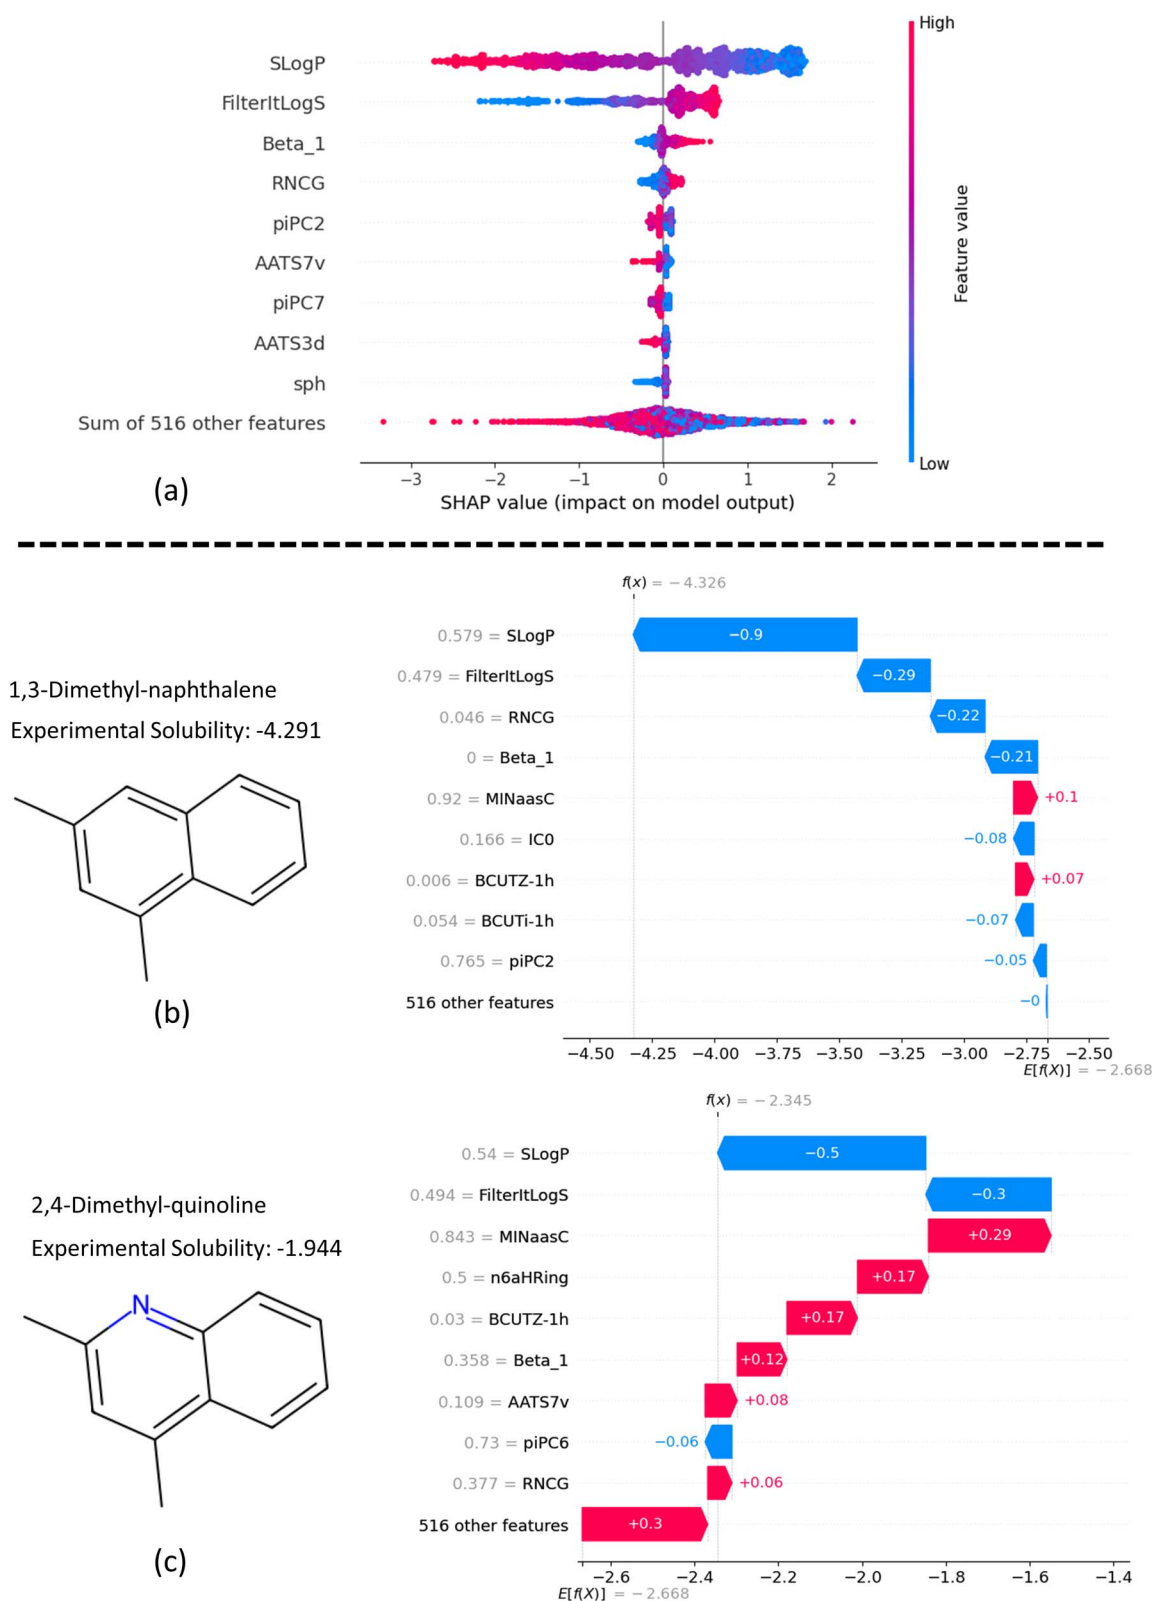 High
SLogP
FilterItLogS
Beta_1
RNCG
piPC2
AATS7v
piPC7
AATS3d
sph
Sum of 516 other features
Feature value
Low
−3 −2 −1 0 1 2
SHAP value (impact on model output)
(a)
f(x) = −4.326
0.579 = SLogP −0.9
0.479 = FilterItLogS −0.29
0.046 = RNCG −0.22
0 = Beta_1 −0.21
0.92 = MINaasC +0.1
0.166 = IC0 −0.08
0.006 = BCUTZ-1h +0.07
0.054 = BCUTi-1h −0.07
0.765 = piPC2 −0.05
516 other features −0
−4.50 −4.25 −4.00 −3.75 −3.50 −3.25 −3.00 −2.75 −2.50
E[f(X)] = −2.668
1,3-Dimethyl-naphthalene
Experimental Solubility: -4.291
(b)
f(x) = −2.345
0.54 = SLogP −0.5
0.494 = FilterItLogS −0.3
0.843 = MINaasC +0.29
0.5 = n6aHRing +0.17
0.03 = BCUTZ-1h +0.17
0.358 = Beta_1 +0.12
0.109 = AATS7v +0.08
0.73 = piPC6 −0.06
0.377 = RNCG +0.06
516 other features +0.3
−2.6 −2.4 −2.2 −2.0 −1.8 −1.6 −1.4
E[f(X)] = −2.668
2,4-Dimethyl-quinoline
Experimental Solubility: -1.944
N
(c)